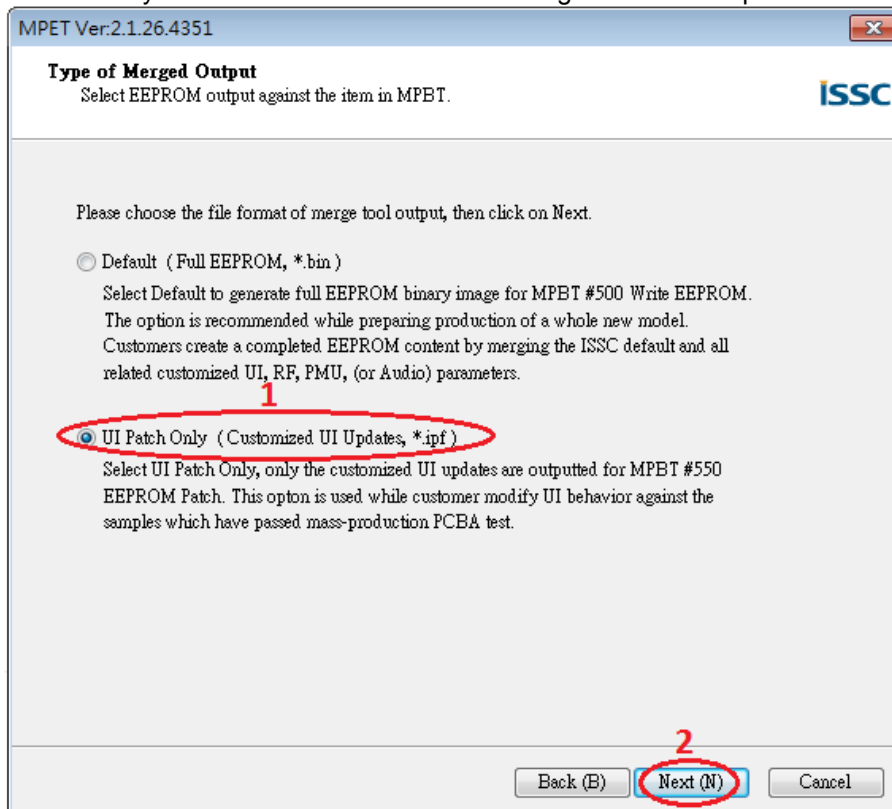 MPET Ver:2.1.26.4351
Type of Merged Output
Select EEPROM output against the item in MPBT.
ISSC
Please choose the file format of merge tool output, then click on Next.
Default ( Full EEPROM, *.bin )
Select Default to generate full EEPROM binary image for MPBT #500 Write EEPROM.
The option is recommended while preparing production of a whole new model.
Customers create a completed EEPROM content by merging the ISSC default and all
related customized UI, RF, PMU, (or Audio) parameters.
1
UI Patch Only ( Customized UI Updates, *.ipf )
Select UI Patch Only, only the customized UI updates are outputted for MPBT #550
EEPROM Patch. This opton is used while customer modify UI behavior against the
samples which have passed mass-production PCBA test.
2
Back (B) Next (N) Cancel